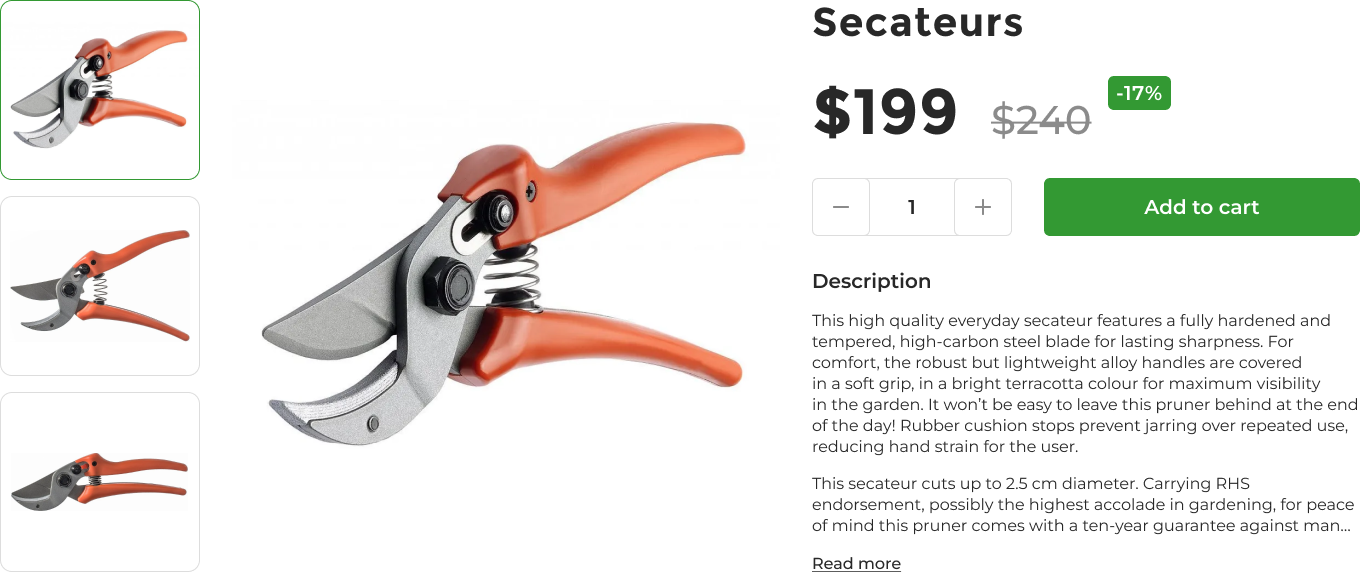 Secateurs
$199 $240 -17%
1
Add to cart
Description
This high quality everyday secateur features a fully hardened and
tempered, high-carbon steel blade for lasting sharpness. For
comfort, the robust but lightweight alloy handles are covered
in a soft grip, in a bright terracotta colour for maximum visibility
in the garden. It won’t be easy to leave this pruner behind at the end
of the day! Rubber cushion stops prevent jarring over repeated use,
reducing hand strain for the user.
This secateur cuts up to 2.5 cm diameter. Carrying RHS
endorsement, possibly the highest accolade in gardening, for peace
of mind this pruner comes with a ten-year guarantee against man...
Read more